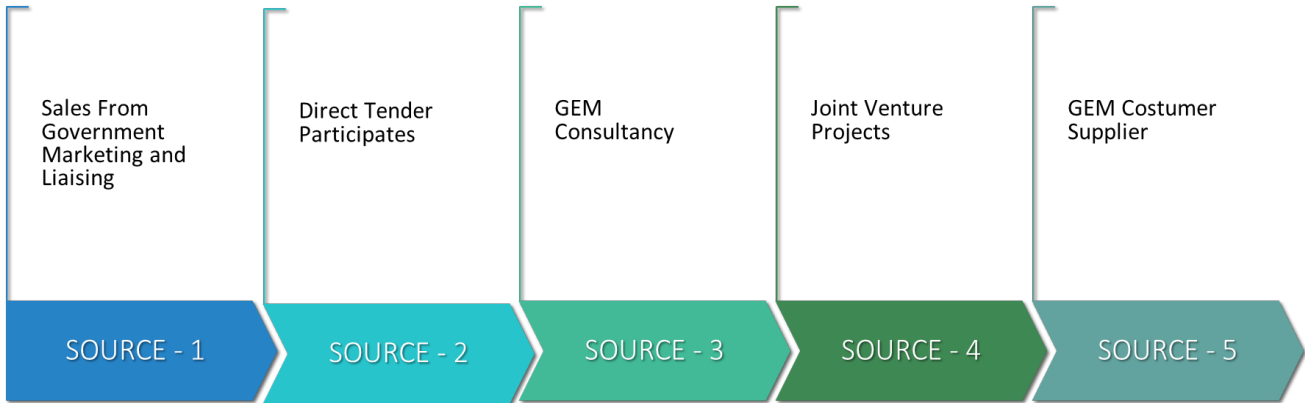 Sales From
Government
Marketing and
Liaising
Direct Tender
Participates
GEM
Consultancy
Joint Venture
Projects
GEM Costumer
Supplier
SOURCE - 1
SOURCE - 2
SOURCE - 3
SOURCE - 4
SOURCE - 5